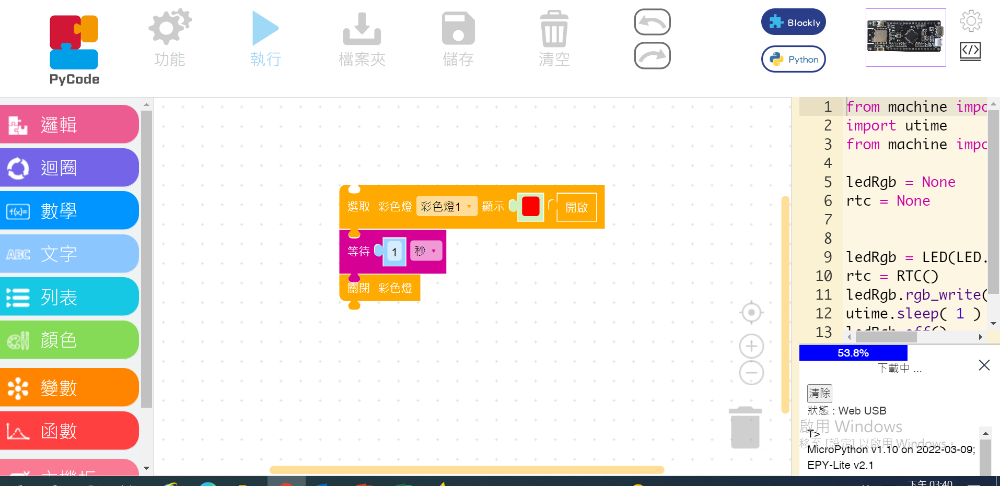 PyCode
功能
執行
檔案夾
儲存
清空
Blockly
Python
邏輯
迴圈
f(x)=
數學
ABC
文字
列表
顏色
變數
函數
選取 彩色燈 彩色燈1 顯示 開啟
等待 1 秒
關閉 彩色燈
1 from machine impo
2 import utime
3 from machine impo
4
5 ledRgb = None
6 rtc = None
7
8
9 ledRgb = LED(LED.
10 rtc = RTC()
11 ledRgb.rgb_write(
12 utime.sleep( 1 )
13 ledRgb.off()
53.8%
下載中 ...
清除
狀態 : Web USB
啟用 Windows
T>
移至 [設定] 以啟用 Windows。
MicroPython v1.10 on 2022-03-09;
EPY-Lite v2.1
下午 03:40